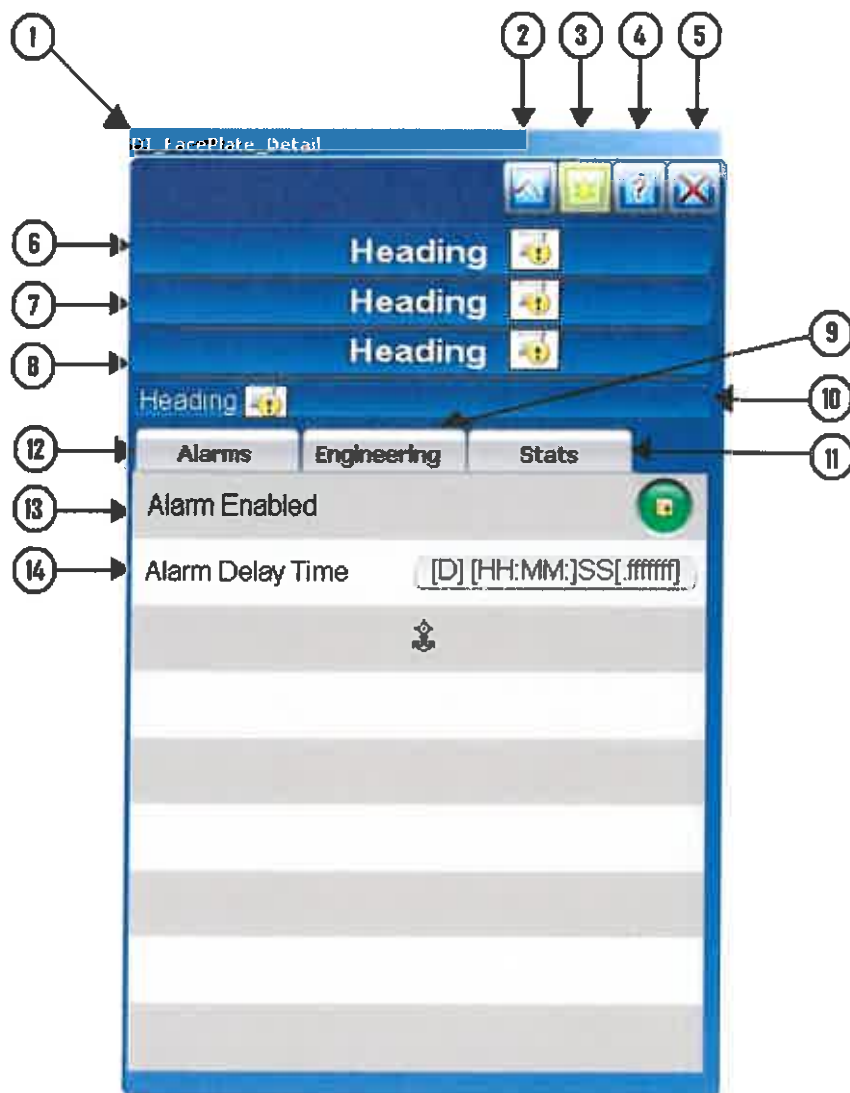 1
2 3 4 5
DI_FacePlate_Detail
?
6 Heading
7 Heading
8 Heading
9
Heading
10
12 Alarms Engineering Stats 11
13 Alarm Enabled
14 Alarm Delay Time [D] [HH:MM:]SS[.fffffff]